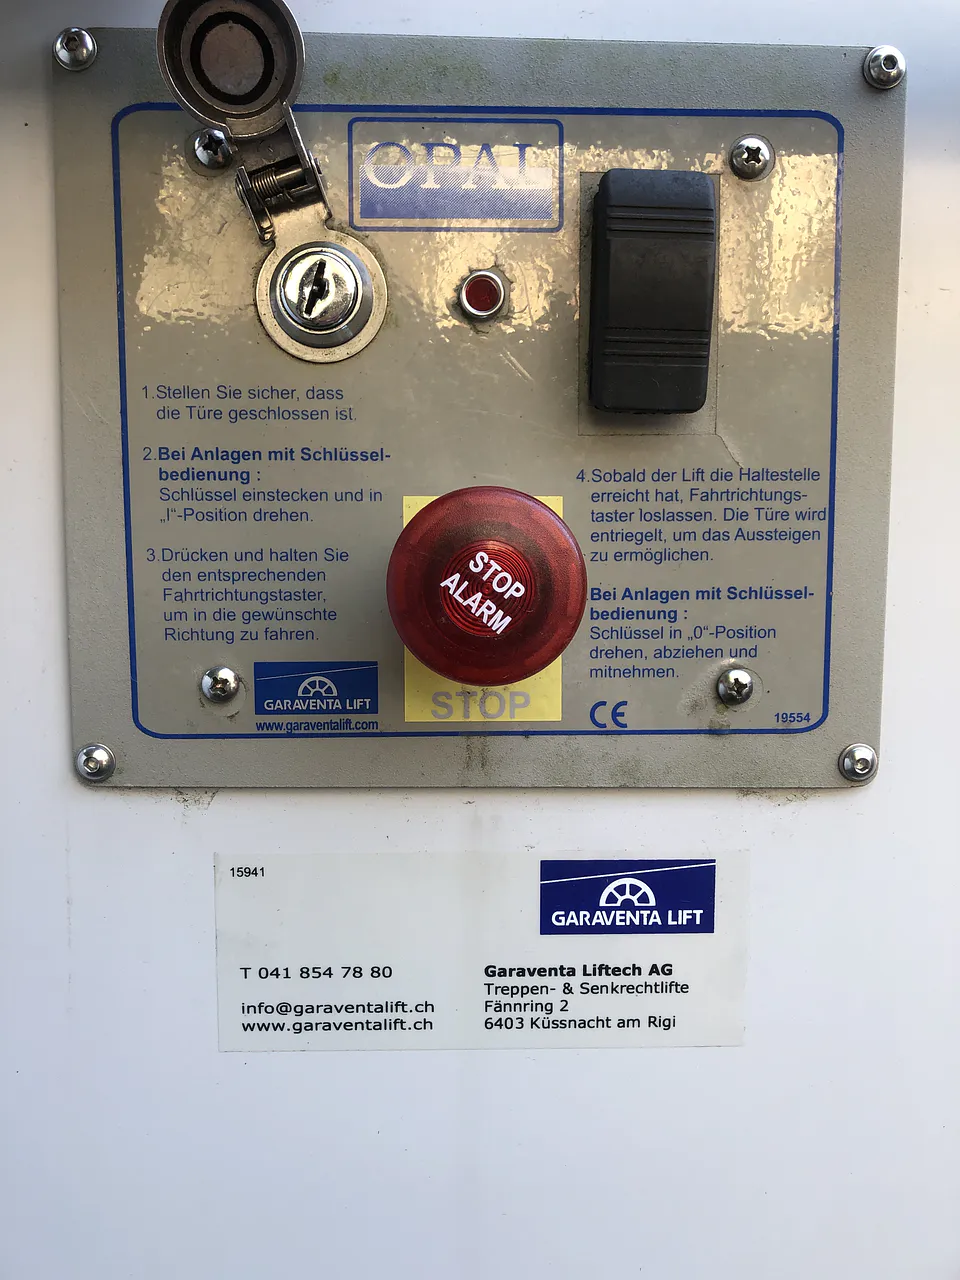 OPAL
1.Stellen Sie sicher, dass
die Türe geschlossen ist.
2.Bei Anlagen mit Schlüssel-
bedienung :
Schlüssel einstecken und in
„I“-Position drehen.
3.Drücken und halten Sie
den entsprechenden
Fahrtrichtungstaster,
um in die gewünschte
Richtung zu fahren.
GARAVENTA LIFT
www.garaventalift.com
STOP
ALARM
STOP
4.Sobald der Lift die Haltestelle
erreicht hat, Fahrtrichtungs-
taster loslassen. Die Türe wird
entriegelt, um das Aussteigen
zu ermöglichen.
Bei Anlagen mit Schlüssel-
bedienung :
Schlüssel in „0“-Position
drehen, abziehen und
mitnehmen.
CE
19554
15941
GARAVENTA LIFT
T 041 854 78 80
info@garaventalift.ch
www.garaventalift.ch
Garaventa Liftech AG
Treppen- & Senkrechtlifte
Fännring 2
6403 Küssnacht am Rigi